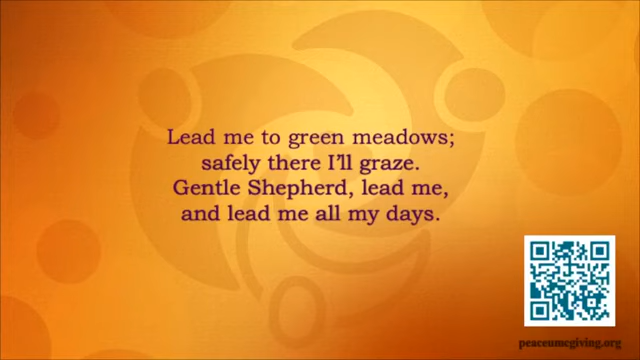 Lead me to green meadows;
safely there I'll graze.
Gentle Shepherd, lead me,
and lead me all my days.
peaceumcgiving.org